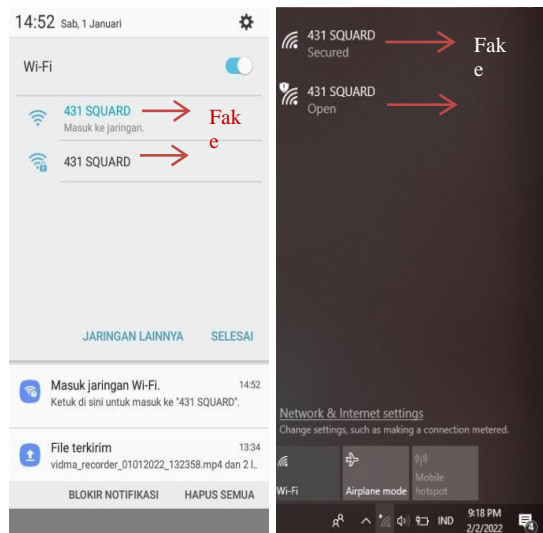 14:52 Sab, 1 Januari
Wi-Fi
431 SQUARD
Masuk ke jaringan.
431 SQUARD
Fak
e
JARINGAN LAINNYA SELESAI
Masuk jaringan Wi-Fi. 14:52
Ketuk di sini untuk masuk ke "431 SQUARD".
File terkirim 13:34
vidma_recorder_01012022_132358.mp4 dan 2 l..
BLOKIR NOTIFIKASI HAPUS SEMUA
431 SQUARD
Secured
Fak
e
431 SQUARD
Open
Network & Internet settings
Change settings, such as making a connection metered.
Wi-Fi
Airplane mode
Mobile
hotspot
IND
9:18 PM
2/2/2022
4